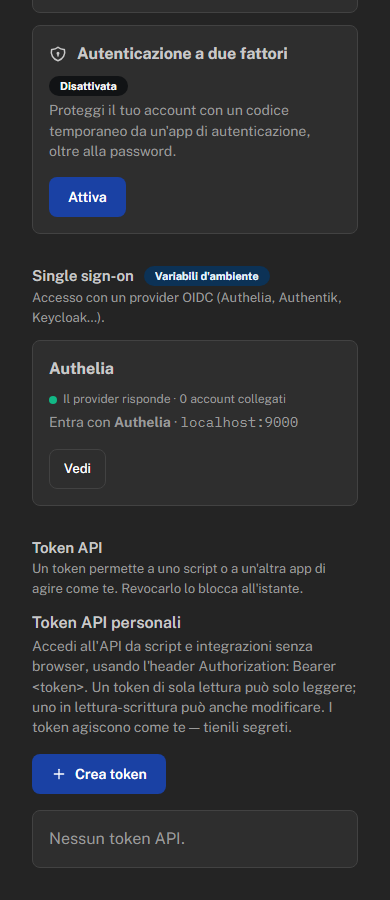 Autenticazione a due fattori
Disattivata
Proteggi il tuo account con un codice
temporaneo da un'app di autenticazione,
oltre alla password.
Attiva
Single sign-on Variabili d'ambiente
Accesso con un provider OIDC (Authelia, Authentik,
Keycloak…).
Authelia
Il provider risponde · 0 account collegati
Entra con Authelia · localhost:9000
Vedi
Token API
Un token permette a uno script o a un'altra app di
agire come te. Revocarlo lo blocca all'istante.
Token API personali
Accedi all'API da script e integrazioni senza
browser, usando l'header Authorization: Bearer
<token>. Un token di sola lettura può solo leggere;
uno in lettura-scrittura può anche modificare. I
token agiscono come te — tienili segreti.
+ Crea token
Nessun token API.